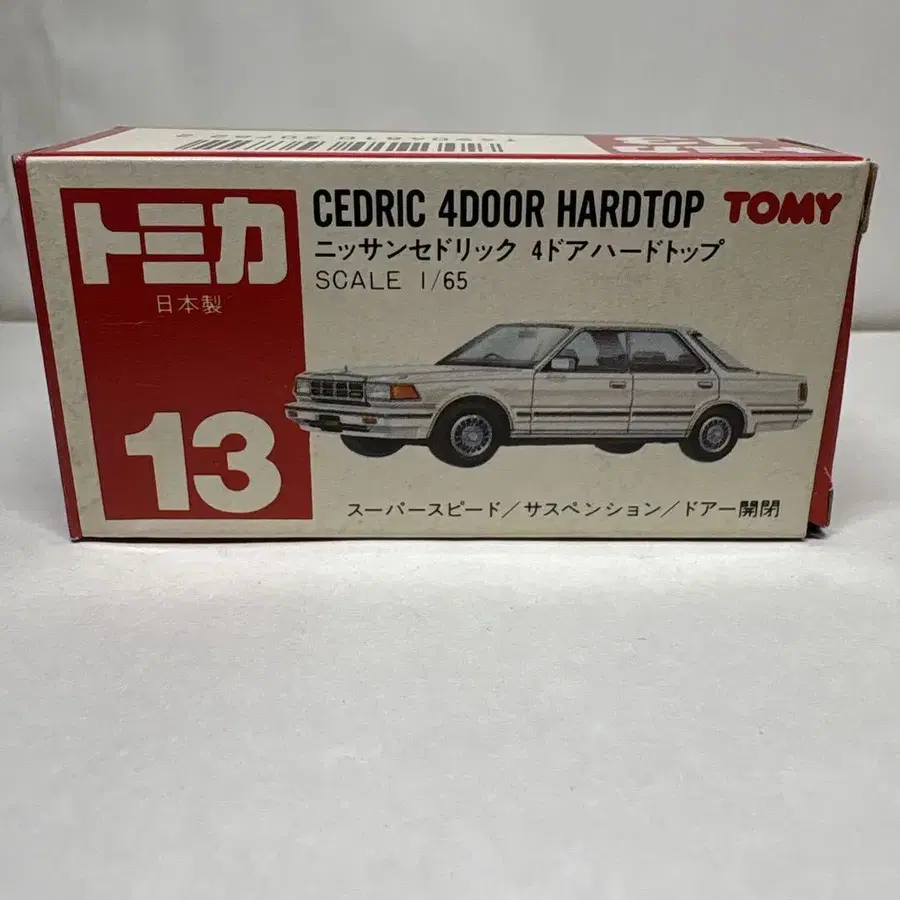 トミカ
日本製
13
CEDRIC 4DOOR HARDTOP TOMY
ニッサンセドリック 4ドアハードトップ
SCALE 1/65
スーパースピード/サスペンション/ドアー開閉